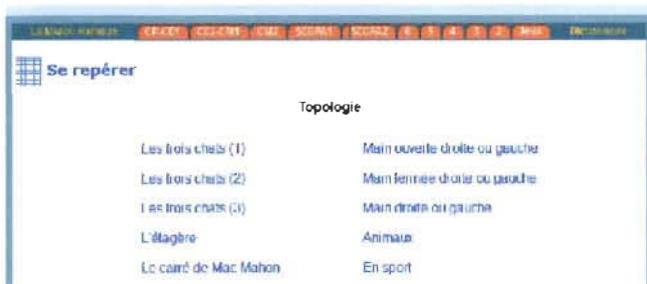 CP-CE1 CE2-CM1 CM2 SEGPA1 SEGPA2 6 5 4 3 2 Jeux Dictionnaire
Se repérer
Topologie
Les trois chats (1) Main ouverte droite ou gauche
Les trois chats (2) Main fermée droite ou gauche
Les trois chats (3) Main droite ou gauche
L'étagère Animaux
Le carré de Mac Mahon En sport